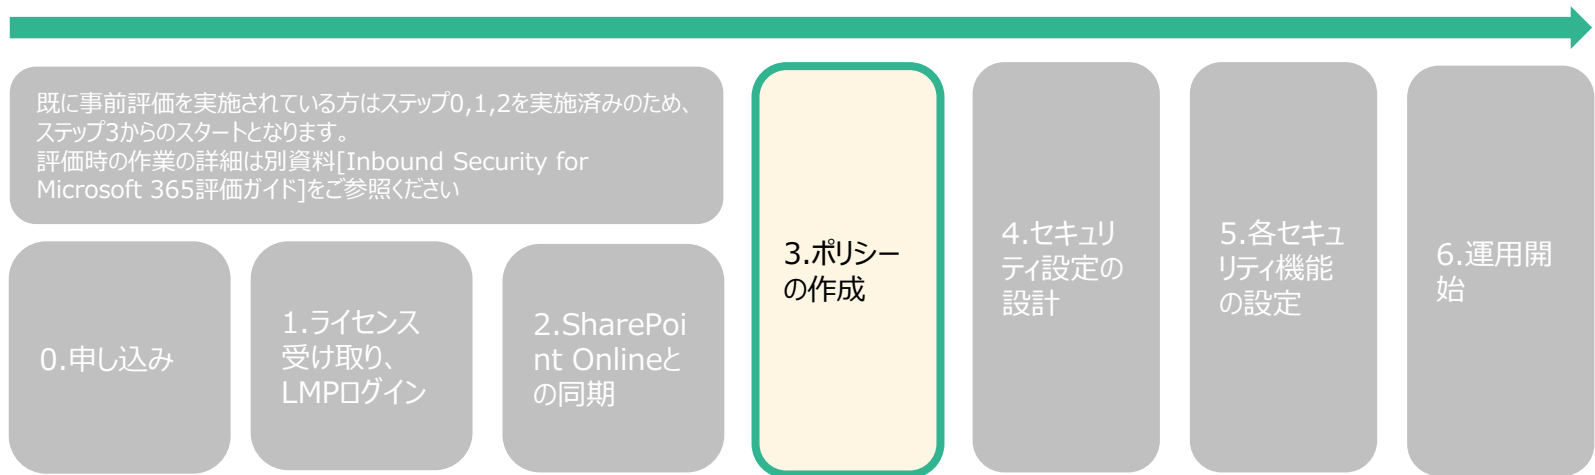 既に事前評価を実施されている方はステップ0,1,2を実施済みのため、
ステップ3からのスタートとなります。
評価時の作業の詳細は別資料[Inbound Security for
Microsoft 365評価ガイド]をご参照ください
0.申し込み
1.ライセンス
受け取り、
LMPログイン
2.SharePoi
nt Onlineと
の同期
3.ポリシー
の作成
4.セキュリ
ティ設定の
設計
5.各セキュ
リティ機能
の設定
6.運用開
始